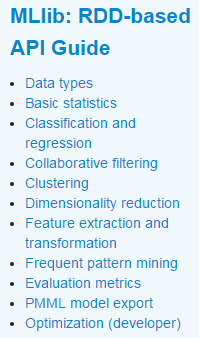 MLlib: RDD-based
API Guide
Data types
Basic statistics
Classification and
regression
Collaborative filtering
Clustering
Dimensionality reduction
Feature extraction and
transformation
Frequent pattern mining
Evaluation metrics
PMML model export
Optimization (developer)